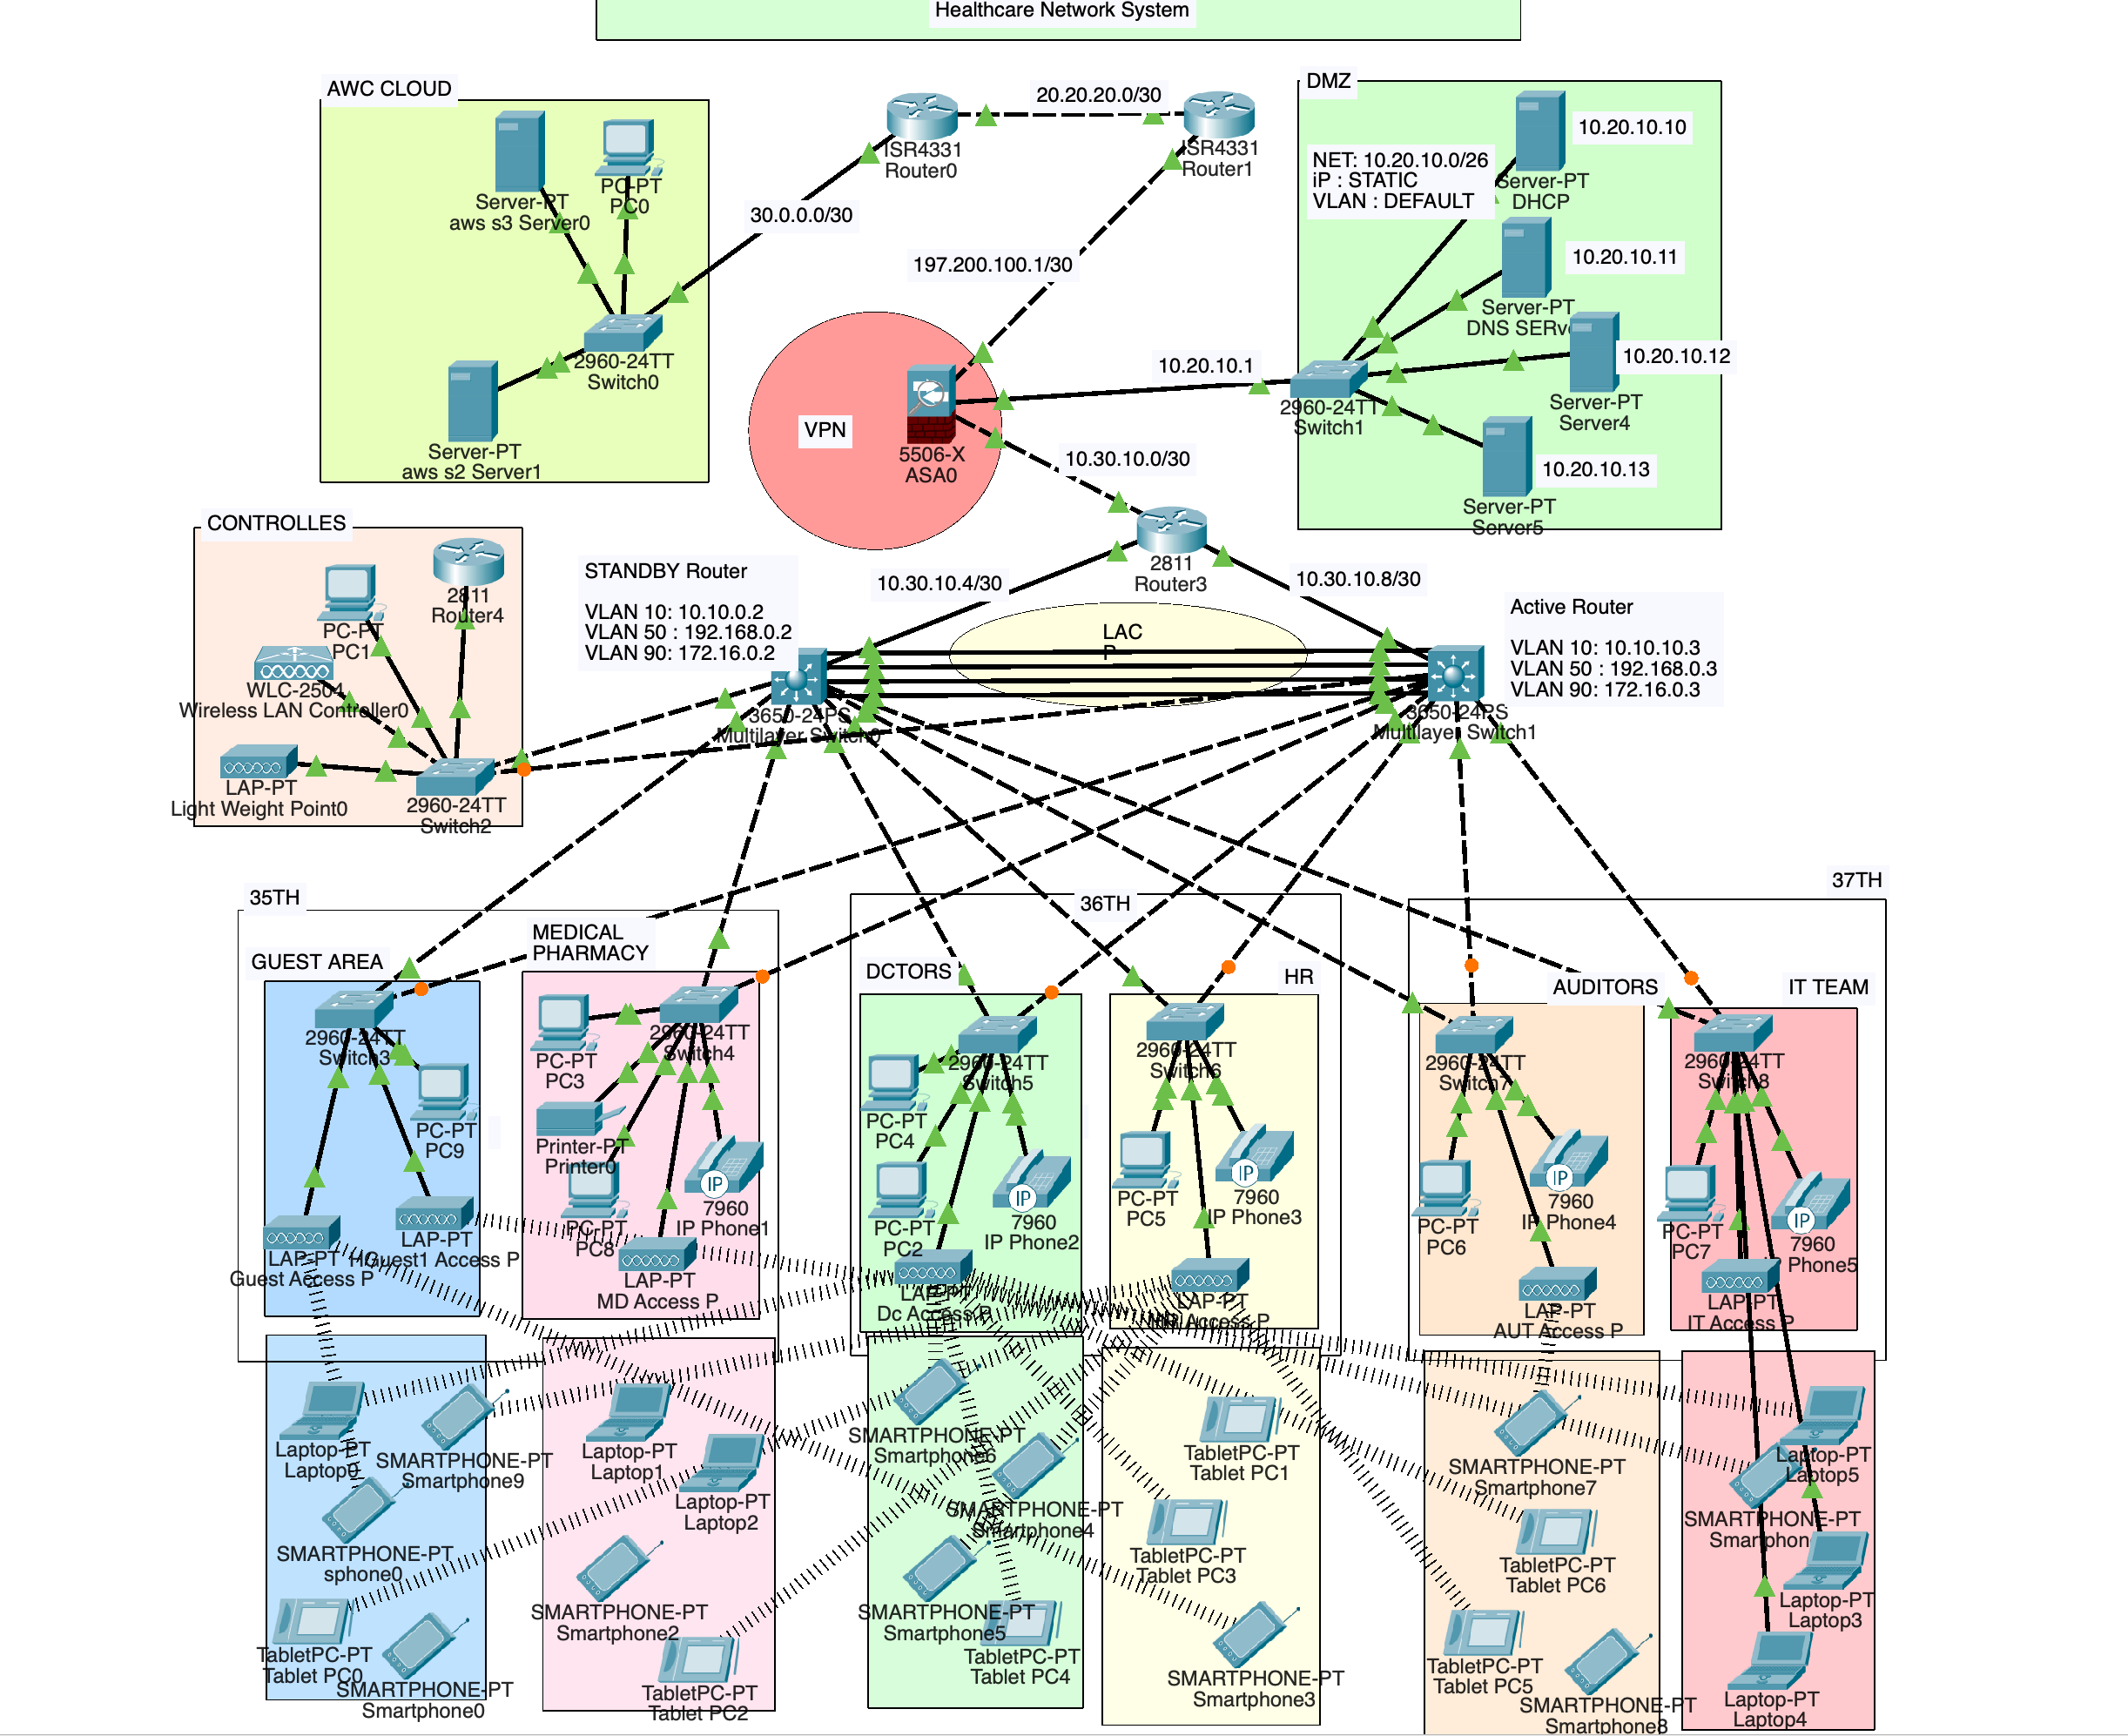 Healthcare Network System
AWC CLOUD
Server-PT
aws s3 Server0
PC-PT
PC0
2960-24TT
Switch0
Server-PT
aws s2 Server1
30.0.0.0/30
ISR4331
Router0
20.20.20.0/30
ISR4331
Router1
197.200.100.1/30
DMZ
NET: 10.20.10.0/26
iP : STATIC
VLAN : DEFAULT
Server-PT
DHCP
10.20.10.10
Server-PT
DNS SERv
10.20.10.11
Server-PT
Server4
10.20.10.12
Server-PT
Server5
10.20.10.13
2960-24TT
Switch1
10.20.10.1
VPN
5506-X
ASA0
10.30.10.0/30
2811
Router3
10.30.10.4/30
10.30.10.8/30
CONTROLLES
PC-PT
PC1
2811
Router4
WLC-2504
Wireless LAN Controller0
LAP-PT
Light Weight Point0
2960-24TT
Switch2
STANDBY Router
VLAN 10: 10.10.0.2
VLAN 50 : 192.168.0.2
VLAN 90: 172.16.0.2
LAC
P
Active Router
VLAN 10: 10.10.10.3
VLAN 50 : 192.168.0.3
VLAN 90: 172.16.0.3
3650-24PS
Multilayer Switch0
3650-24PS
Multilayer Switch1
35TH
36TH
37TH
GUEST AREA
2960-24TT
Switch3
PC-PT
PC9
LAP-PT
Guest Access P
LAP-PT
HGuest1 Access P
MEDICAL
PHARMACY
2960-24TT
Switch4
PC-PT
PC3
Printer-PT
Printer0
PC-PT
PC8
7960
IP Phone1
LAP-PT
MD Access P
DCTORS
2960-24TT
Switch5
PC-PT
PC4
PC-PT
PC2
7960
IP Phone2
Dc Access P
HR
2960-24TT
Switch6
PC-PT
PC5
7960
IP Phone3
LAP-PT
Access P
AUDITORS
2960-24TT
Switch7
PC-PT
PC6
7960
IP Phone4
LAP-PT
AUT Access P
IT TEAM
2960-24TT
Switch8
PC-PT
PC7
7960
IP Phone5
LAP-PT
IT Access P
Laptop-PT
Laptop0
SMARTPHONE-PT
Smartphone9
SMARTPHONE-PT
sphone0
TabletPC-PT
Tablet PC0
SMARTPHONE-PT
Smartphone0
Laptop-PT
Laptop1
Laptop-PT
Laptop2
SMARTPHONE-PT
Smartphone2
TabletPC-PT
Tablet PC2
SMARTPHONE-PT
Smartphone6
SMARTPHONE-PT
Smartphone4
SMARTPHONE-PT
Smartphone5
TabletPC-PT
Tablet PC4
TabletPC-PT
Tablet PC1
TabletPC-PT
Tablet PC3
SMARTPHONE-PT
Smartphone3
SMARTPHONE-PT
Smartphone7
TabletPC-PT
Tablet PC6
TabletPC-PT
Tablet PC5
SMARTPHONE-PT
Smartphone8
Laptop-PT
Laptop5
SMARTPHONE-PT
Smartphon
Laptop-PT
Laptop3
Laptop-PT
Laptop4